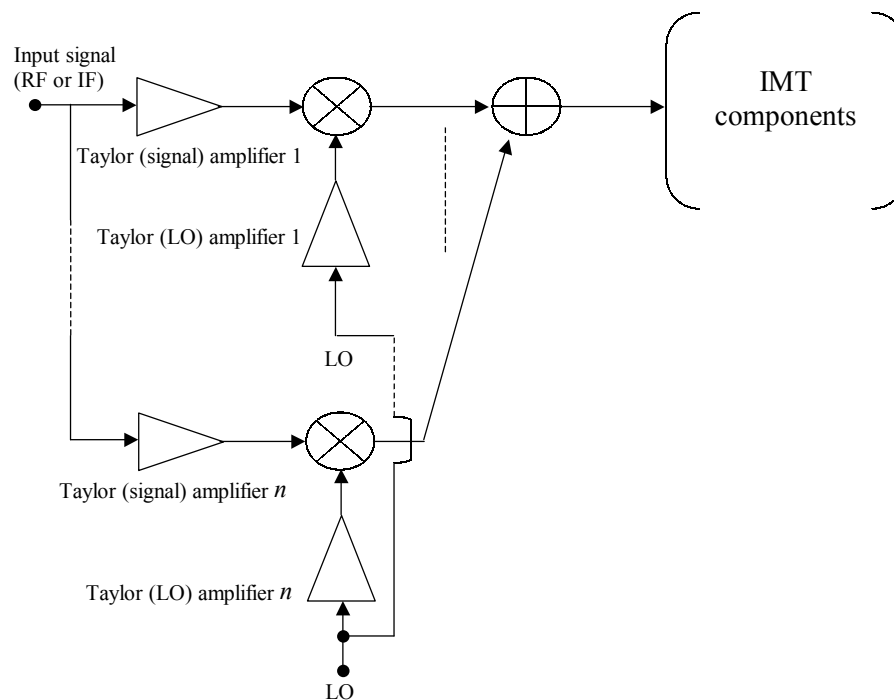 Input signal
(RF or IF)
IMT
components
Taylor (signal) amplifier 1
Taylor (LO) amplifier 1
LO
Taylor (signal) amplifier n
Taylor (LO) amplifier n
LO